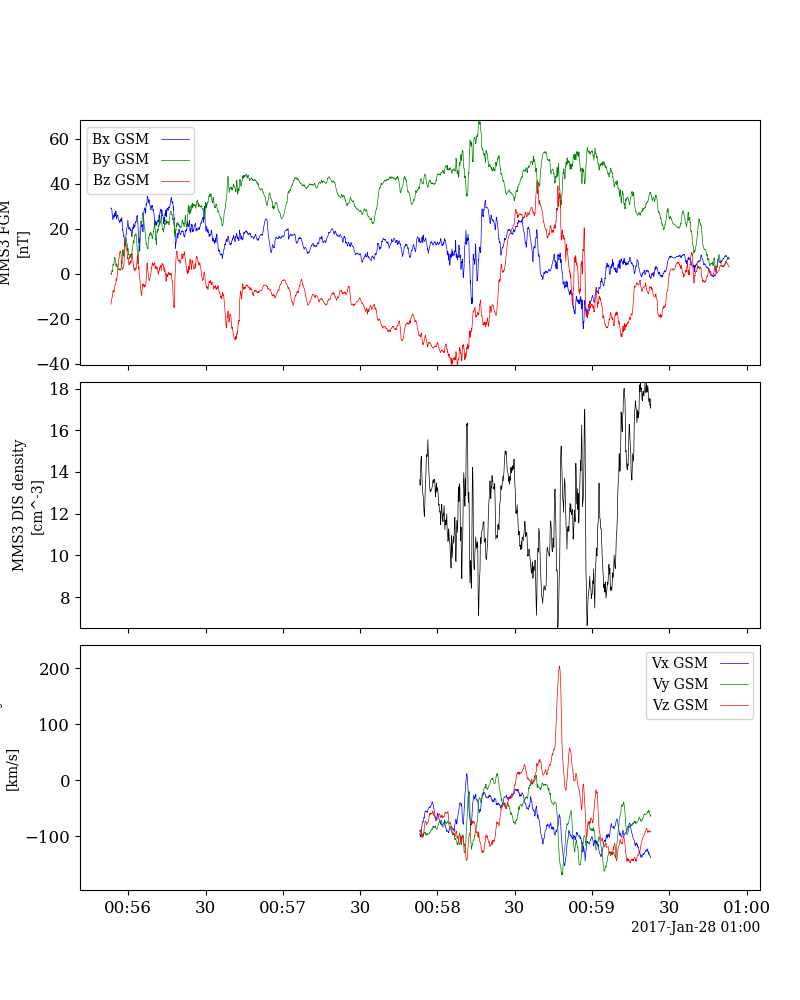 60
40
20
0
−20
−40
MMS3 FGM
[nT]
Bx GSM
By GSM
Bz GSM
18
16
14
12
10
8
MMS3 DIS density
[cm^-3]
200
100
0
−100
[km/s]
Vx GSM
Vy GSM
Vz GSM
00:56 30 00:57 30 00:58 30 00:59 30 01:00
2017-Jan-28 01:00